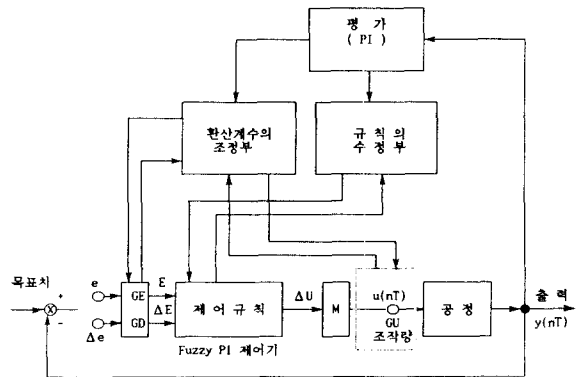 평 가
( PI )
환산계수의
조정부
규 칙 의
수 정 부
목표치
+
-
e
Δe
GE
GD
E
ΔE
제 어 규 칙
Fuzzy PI 제어기
ΔU
M
u(nT)
GU
조작량
공 정
출 력
y(nT)